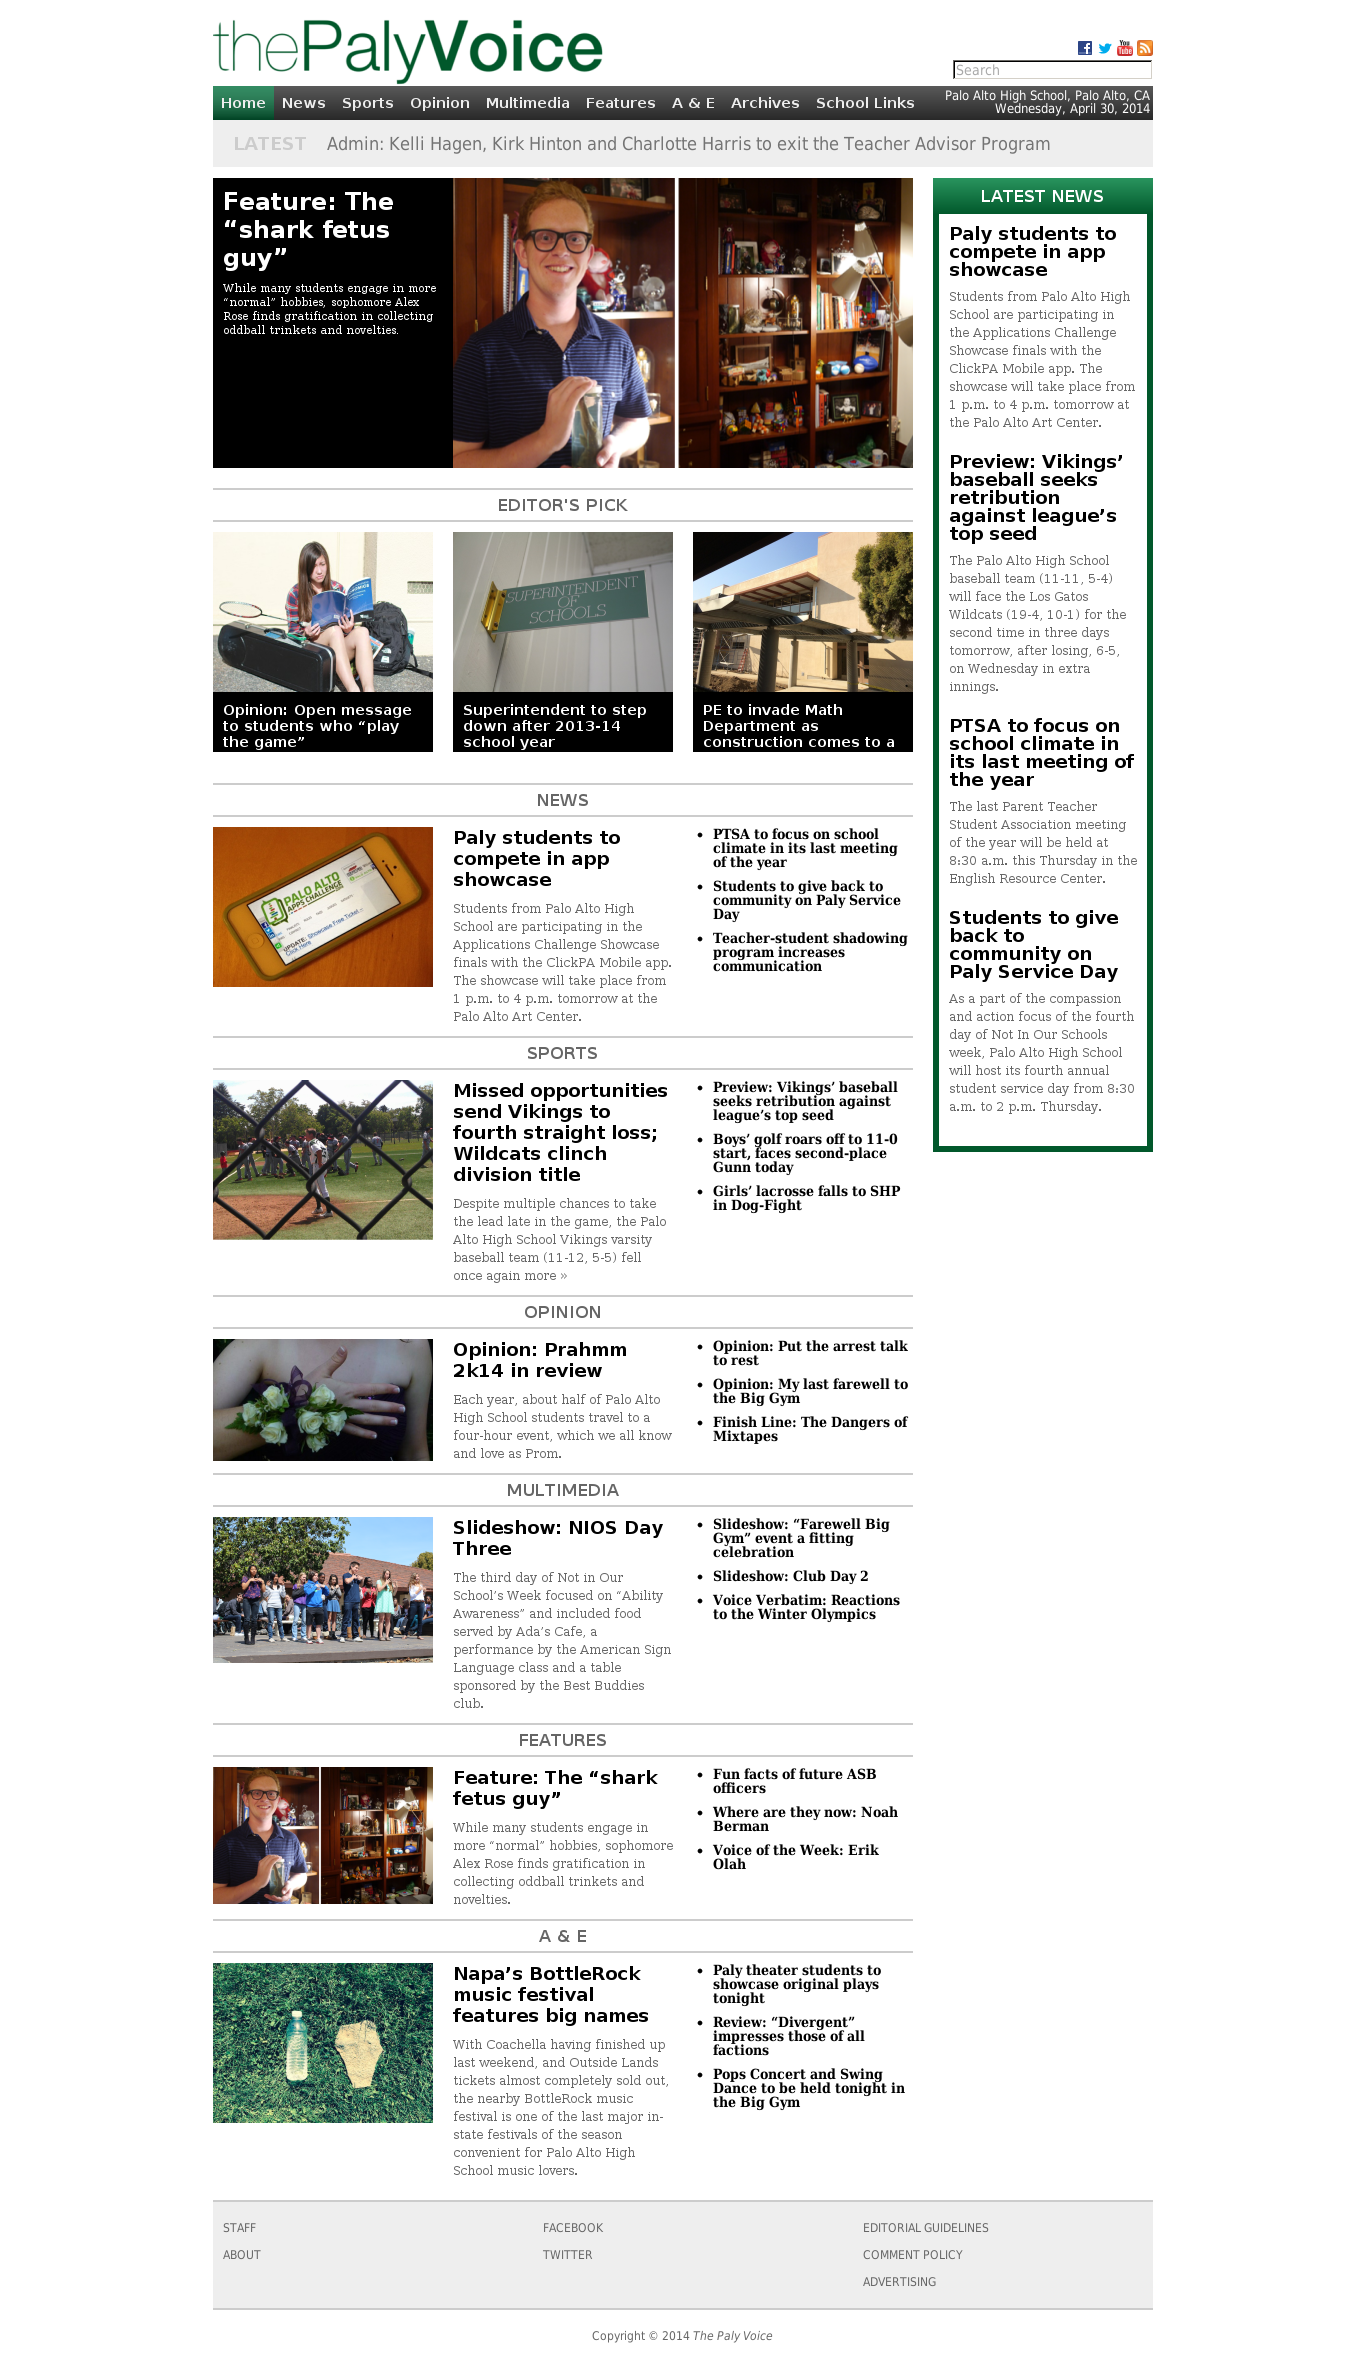 thePalyVoice
Search
Home News Sports Opinion Multimedia Features A & E Archives School Links
Palo Alto High School, Palo Alto, CA
Wednesday, April 30, 2014
LATEST Admin: Kelli Hagen, Kirk Hinton and Charlotte Harris to exit the Teacher Advisor Program
Feature: The
“shark fetus
guy”
While many students engage in more
“normal” hobbies, sophomore Alex
Rose finds gratification in collecting
oddball trinkets and novelties.
EDITOR'S PICK
SUPERINTENDENT
OF
SCHOOLS
Opinion: Open message
to students who “play
the game”
Superintendent to step
down after 2013-14
school year
PE to invade Math
Department as
construction comes to a
NEWS
PALO ALTO
APPS CHALLENGE
UPDATE: Showcase Free Ticket
Click Here
Paly students to
compete in app
showcase
Students from Palo Alto High
School are participating in the
Applications Challenge Showcase
finals with the ClickPA Mobile app.
The showcase will take place from
1 p.m. to 4 p.m. tomorrow at the
Palo Alto Art Center.
• PTSA to focus on school
climate in its last meeting
of the year
• Students to give back to
community on Paly Service
Day
• Teacher-student shadowing
program increases
communication
SPORTS
Missed opportunities
send Vikings to
fourth straight loss;
Wildcats clinch
division title
Despite multiple chances to take
the lead late in the game, the Palo
Alto High School Vikings varsity
baseball team (11-12, 5-5) fell
once again more »
• Preview: Vikings’ baseball
seeks retribution against
league’s top seed
• Boys’ golf roars off to 11-0
start, faces second-place
Gunn today
• Girls’ lacrosse falls to SHP
in Dog-Fight
OPINION
Opinion: Prahmm
2k14 in review
Each year, about half of Palo Alto
High School students travel to a
four-hour event, which we all know
and love as Prom.
• Opinion: Put the arrest talk
to rest
• Opinion: My last farewell to
the Big Gym
• Finish Line: The Dangers of
Mixtapes
MULTIMEDIA
Slideshow: NIOS Day
Three
The third day of Not in Our
School’s Week focused on “Ability
Awareness” and included food
served by Ada’s Cafe, a
performance by the American Sign
Language class and a table
sponsored by the Best Buddies
club.
• Slideshow: “Farewell Big
Gym” event a fitting
celebration
• Slideshow: Club Day 2
• Voice Verbatim: Reactions
to the Winter Olympics
FEATURES
Feature: The “shark
fetus guy”
While many students engage in
more “normal” hobbies, sophomore
Alex Rose finds gratification in
collecting oddball trinkets and
novelties.
• Fun facts of future ASB
officers
• Where are they now: Noah
Berman
• Voice of the Week: Erik
Olah
A & E
Napa’s BottleRock
music festival
features big names
With Coachella having finished up
last weekend, and Outside Lands
tickets almost completely sold out,
the nearby BottleRock music
festival is one of the last major in-
state festivals of the season
convenient for Palo Alto High
School music lovers.
• Paly theater students to
showcase original plays
tonight
• Review: “Divergent”
impresses those of all
factions
• Pops Concert and Swing
Dance to be held tonight in
the Big Gym
LATEST NEWS
Paly students to
compete in app
showcase
Students from Palo Alto High
School are participating in
the Applications Challenge
Showcase finals with the
ClickPA Mobile app. The
showcase will take place from
1 p.m. to 4 p.m. tomorrow at
the Palo Alto Art Center.
Preview: Vikings’
baseball seeks
retribution
against league’s
top seed
The Palo Alto High School
baseball team (11-11, 5-4)
will face the Los Gatos
Wildcats (19-4, 10-1) for the
second time in three days
tomorrow, after losing, 6-5,
on Wednesday in extra
innings.
PTSA to focus on
school climate in
its last meeting of
the year
The last Parent Teacher
Student Association meeting
of the year will be held at
8:30 a.m. this Thursday in the
English Resource Center.
Students to give
back to
community on
Paly Service Day
As a part of the compassion
and action focus of the fourth
day of Not In Our Schools
week, Palo Alto High School
will host its fourth annual
student service day from 8:30
a.m. to 2 p.m. Thursday.
STAFF
ABOUT
FACEBOOK
TWITTER
EDITORIAL GUIDELINES
COMMENT POLICY
ADVERTISING
Copyright © 2014 The Paly Voice